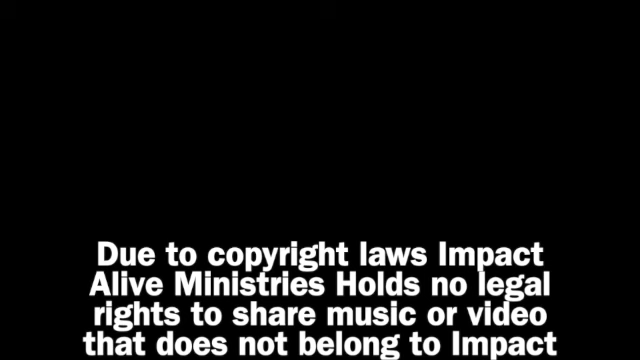 Due to copyright laws Impact
Alive Ministries Holds no legal
rights to share music or video
that does not belong to Impact